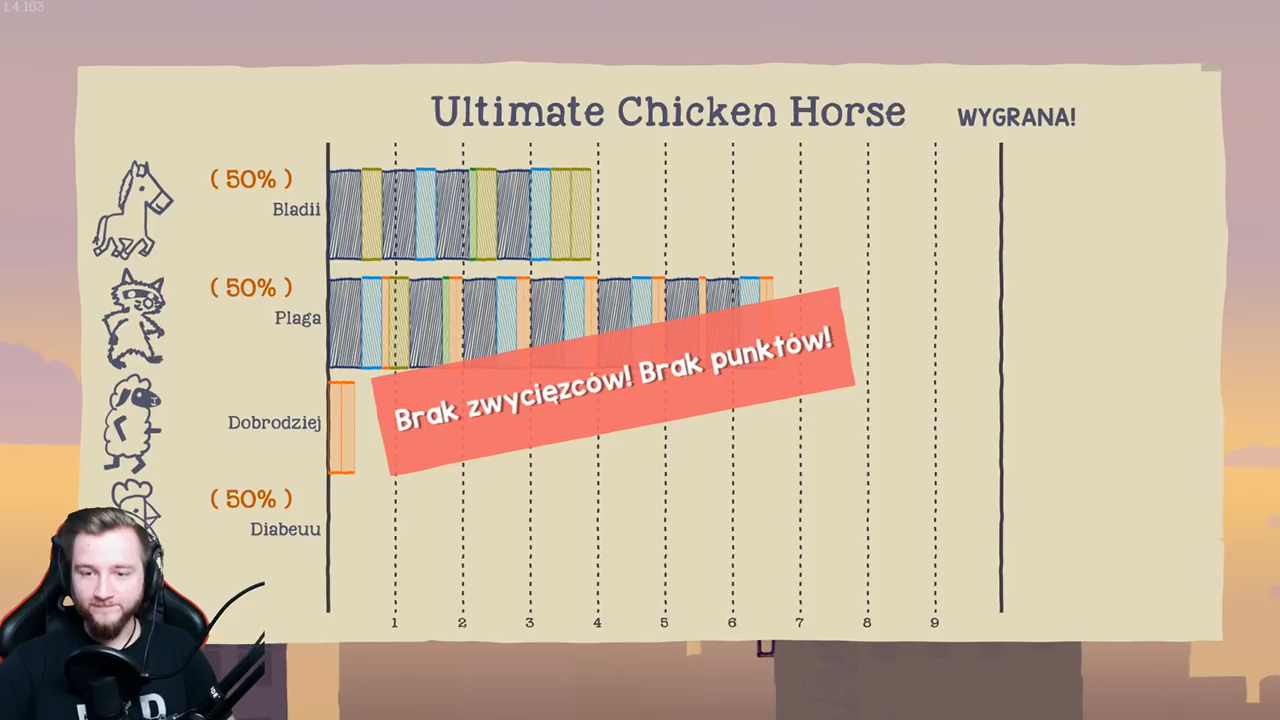 1.4.163
Ultimate Chicken Horse
WYGRANA!
( 50% )
Bladii
( 50% )
Plaga
Brak zwycięzców! Brak punktów!
Dobrodziej
( 50% )
Diabeuu
1 2 3 4 5 6 7 8 9